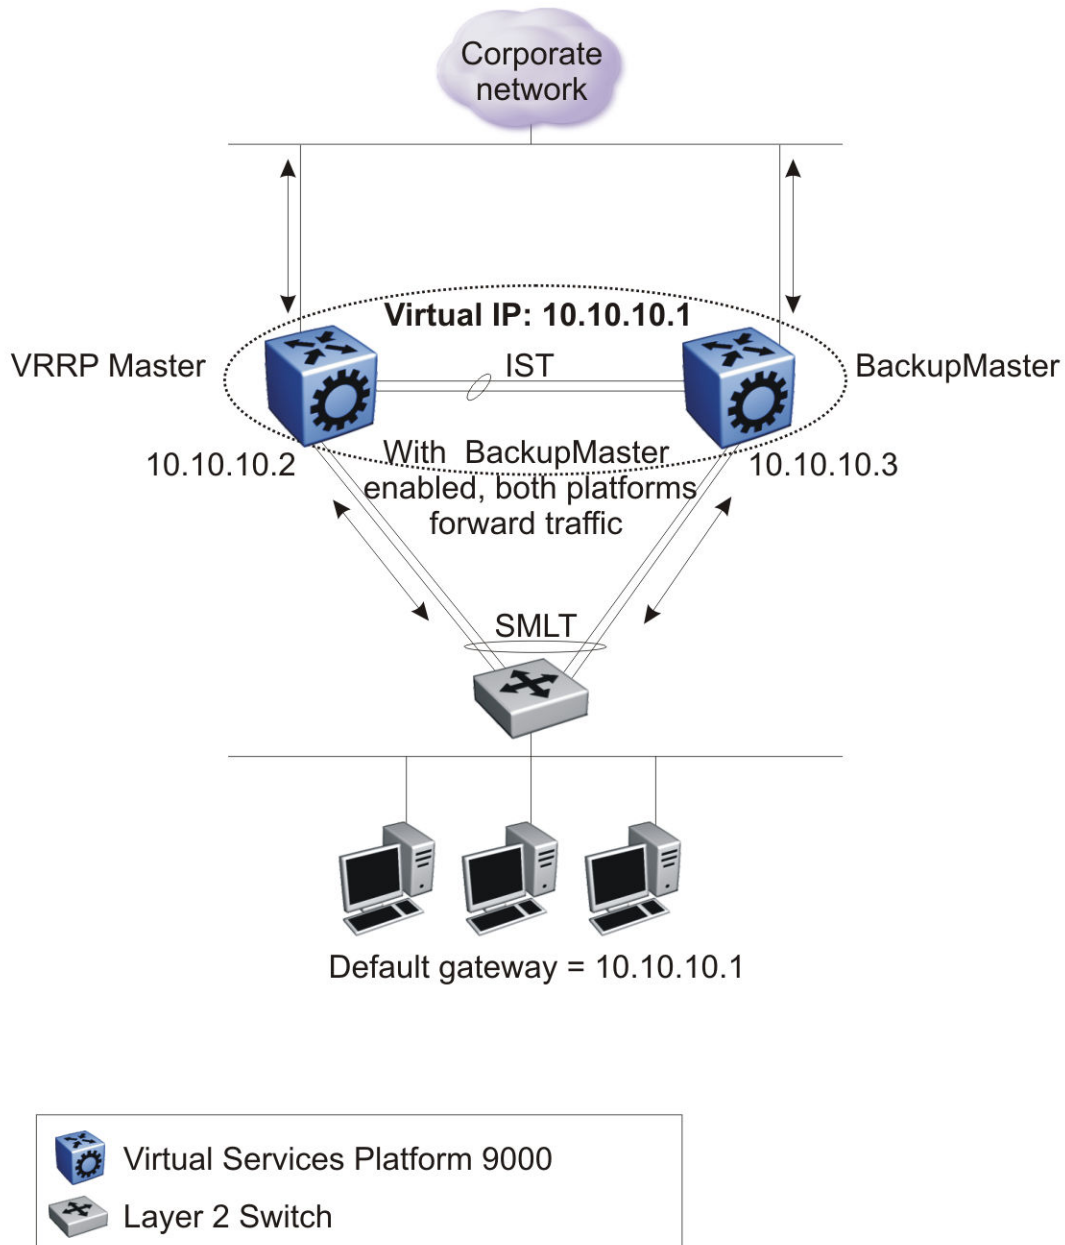 Corporate
network
Virtual IP: 10.10.10.1
VRRP Master
IST
BackupMaster
10.10.10.2
With BackupMaster
enabled, both platforms
forward traffic
10.10.10.3
SMLT
Default gateway = 10.10.10.1
Virtual Services Platform 9000
Layer 2 Switch